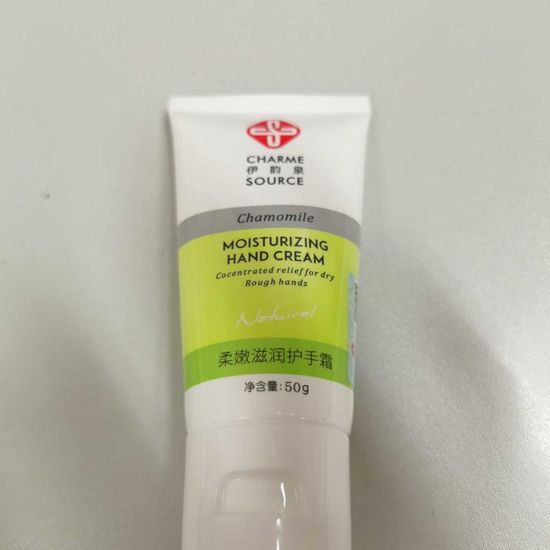 CHARME
伊韵泉
SOURCE
Chamomile
MOISTURIZING
HAND CREAM
Cocentrated relief for dry
Rough hands
Natuiral
柔嫩滋润护手霜
净含量:50g